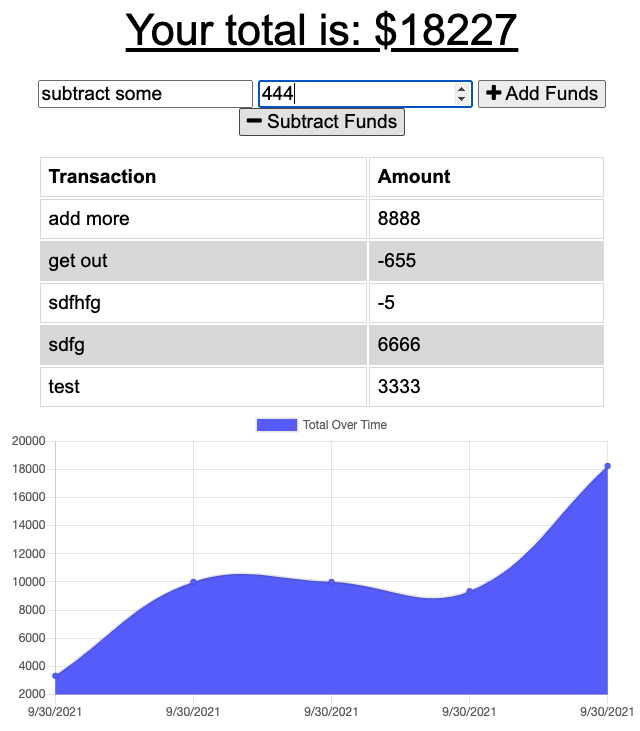 Your total is: $18227
subtract some 444 Add Funds
Subtract Funds
Transaction Amount
add more 8888
get out -655
sdfhfg -5
sdfg 6666
test 3333
Total Over Time
20000
18000
16000
14000
12000
10000
8000
6000
4000
2000
9/30/2021 9/30/2021 9/30/2021 9/30/2021 9/30/2021